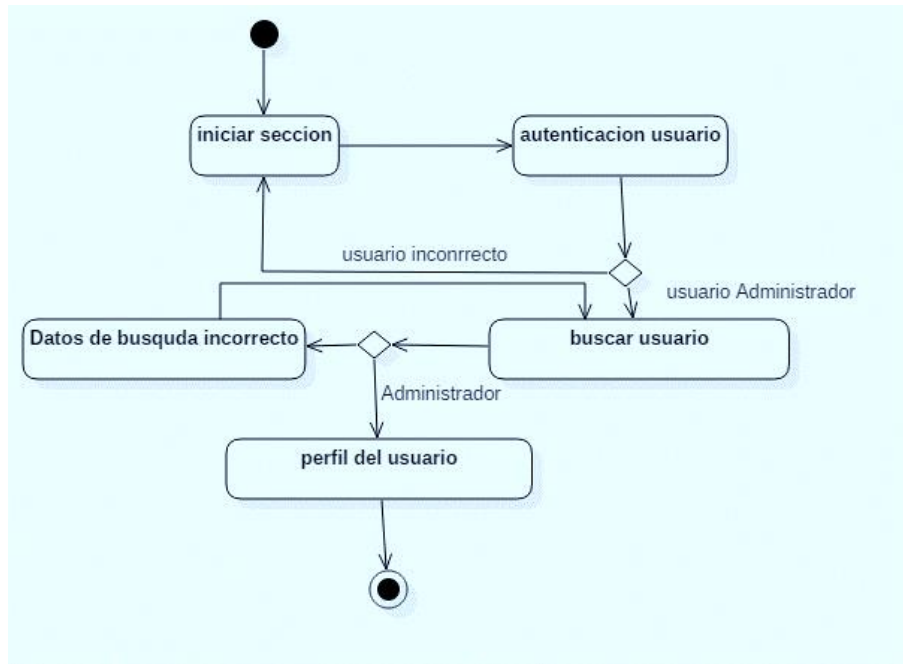 iniciar seccion
autenticacion usuario
usuario inconrrecto
usuario Administrador
Datos de busquda incorrecto
buscar usuario
Administrador
perfil del usuario